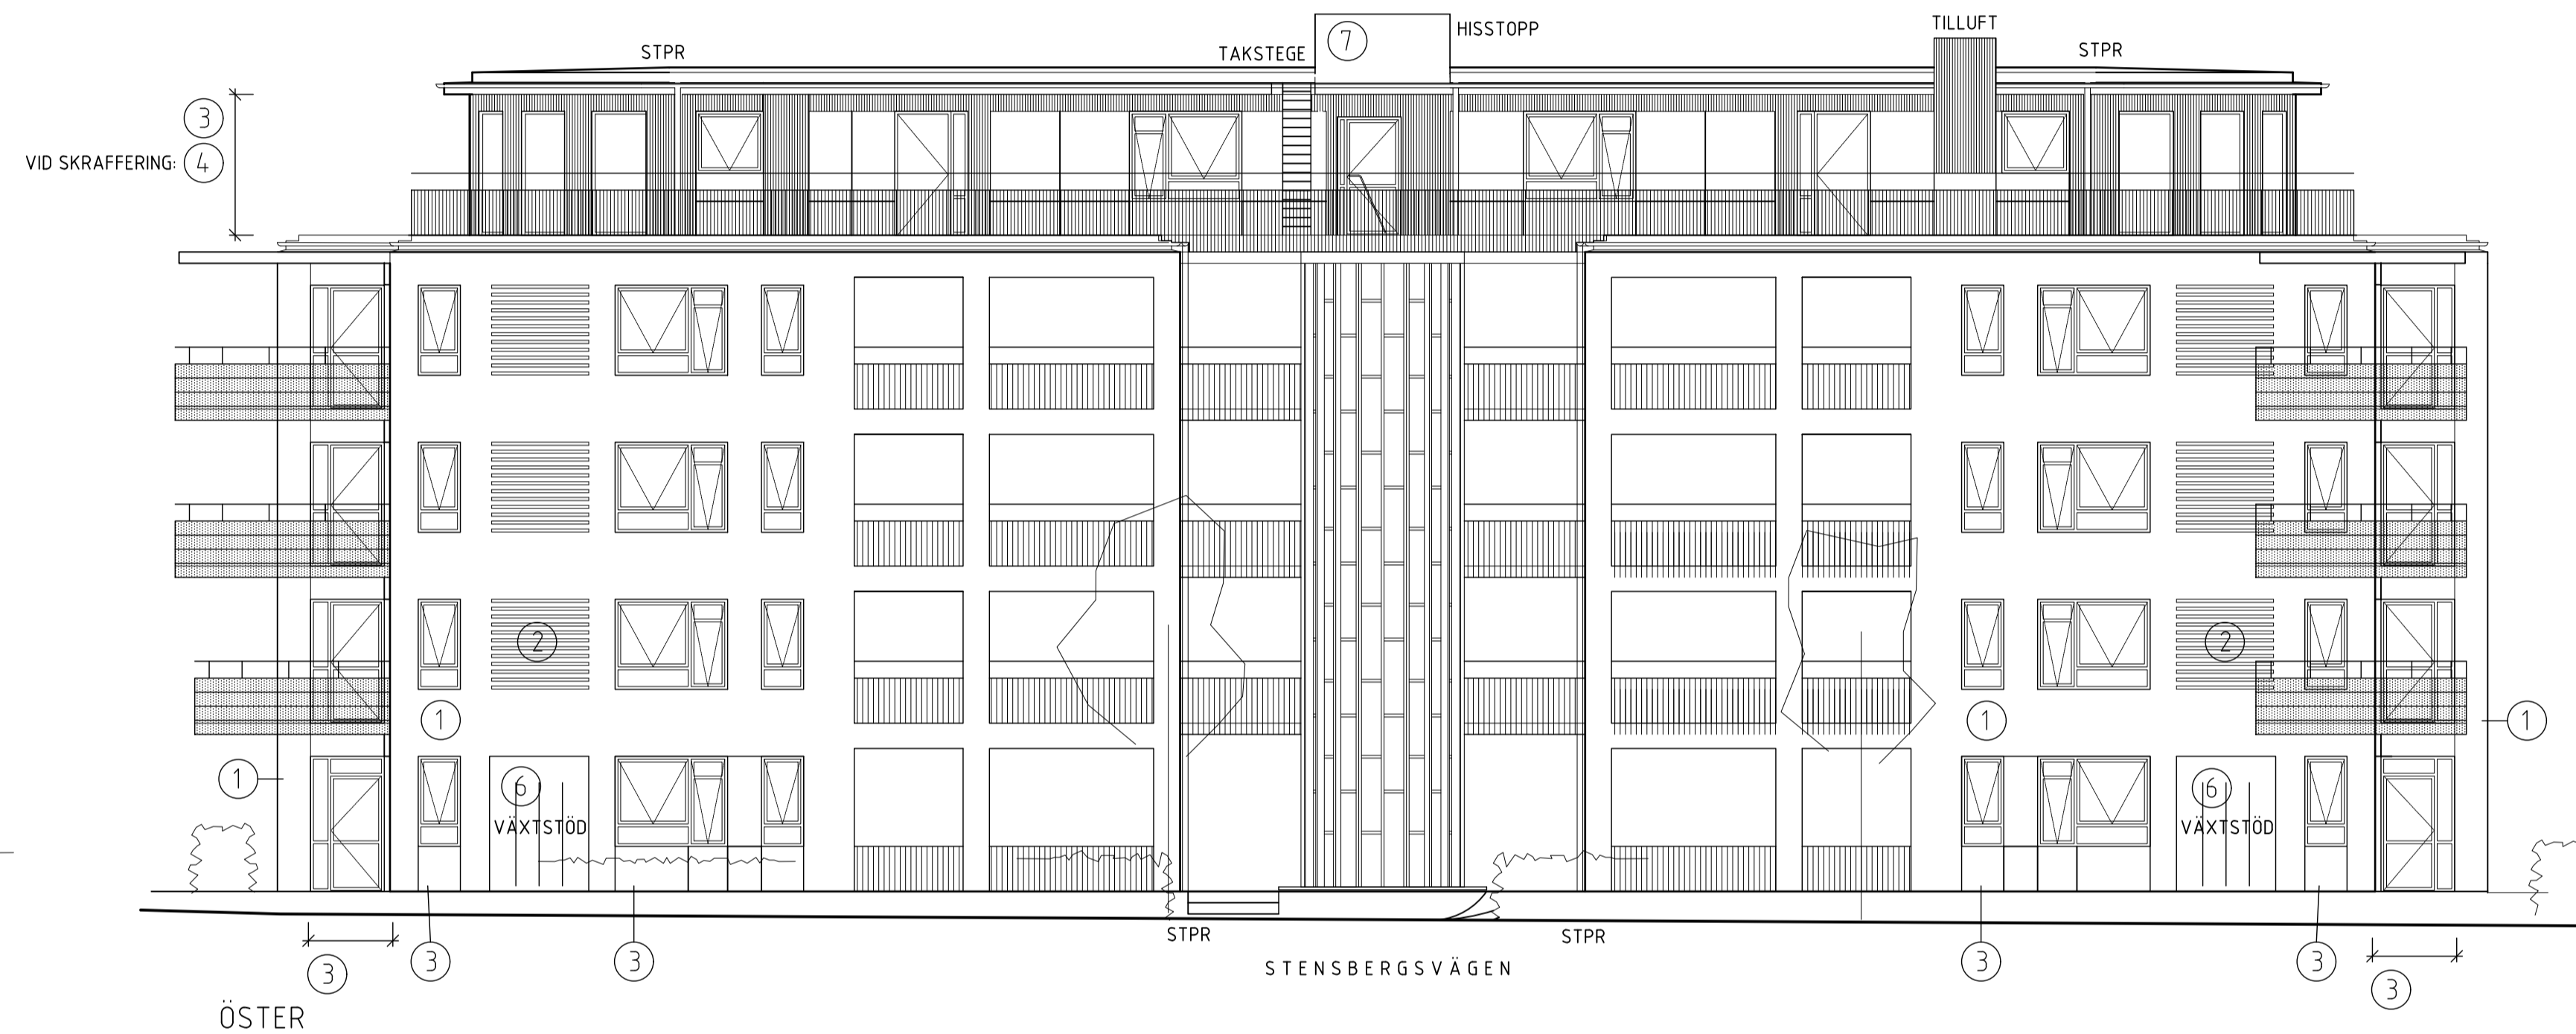 7
HISSTOPP
TILLUFT
STPR
TAKSTEGE
STPR
3
VID SKRAFFERING: 4
2
2
1
1
1
1
6
VÄXTSTÖD
6
VÄXTSTÖD
STPR
STPR
3
3
3
3
3
3
STENSBERGSVÄGEN
ÖSTER